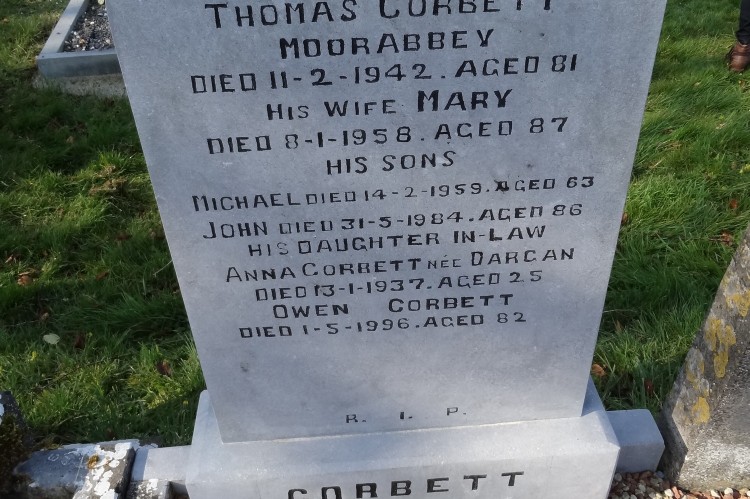 THOMAS CORBETT
MOORABBEY
DIED 11-2-1942. AGED 81
HIS WIFE MARY
DIED 8-1-1958. AGED 87
HIS SONS
MICHAEL DIED 14-2-1959. AGED 63
JOHN DIED 31-5-1984. AGED 86
HIS DAUGHTER IN-LAW
ANNA CORBETT NÉE DARGAN
DIED 13-1-1937. AGED 25
OWEN CORBETT
DIED 1-5-1996. AGED 82
R. I. P.
CORBETT